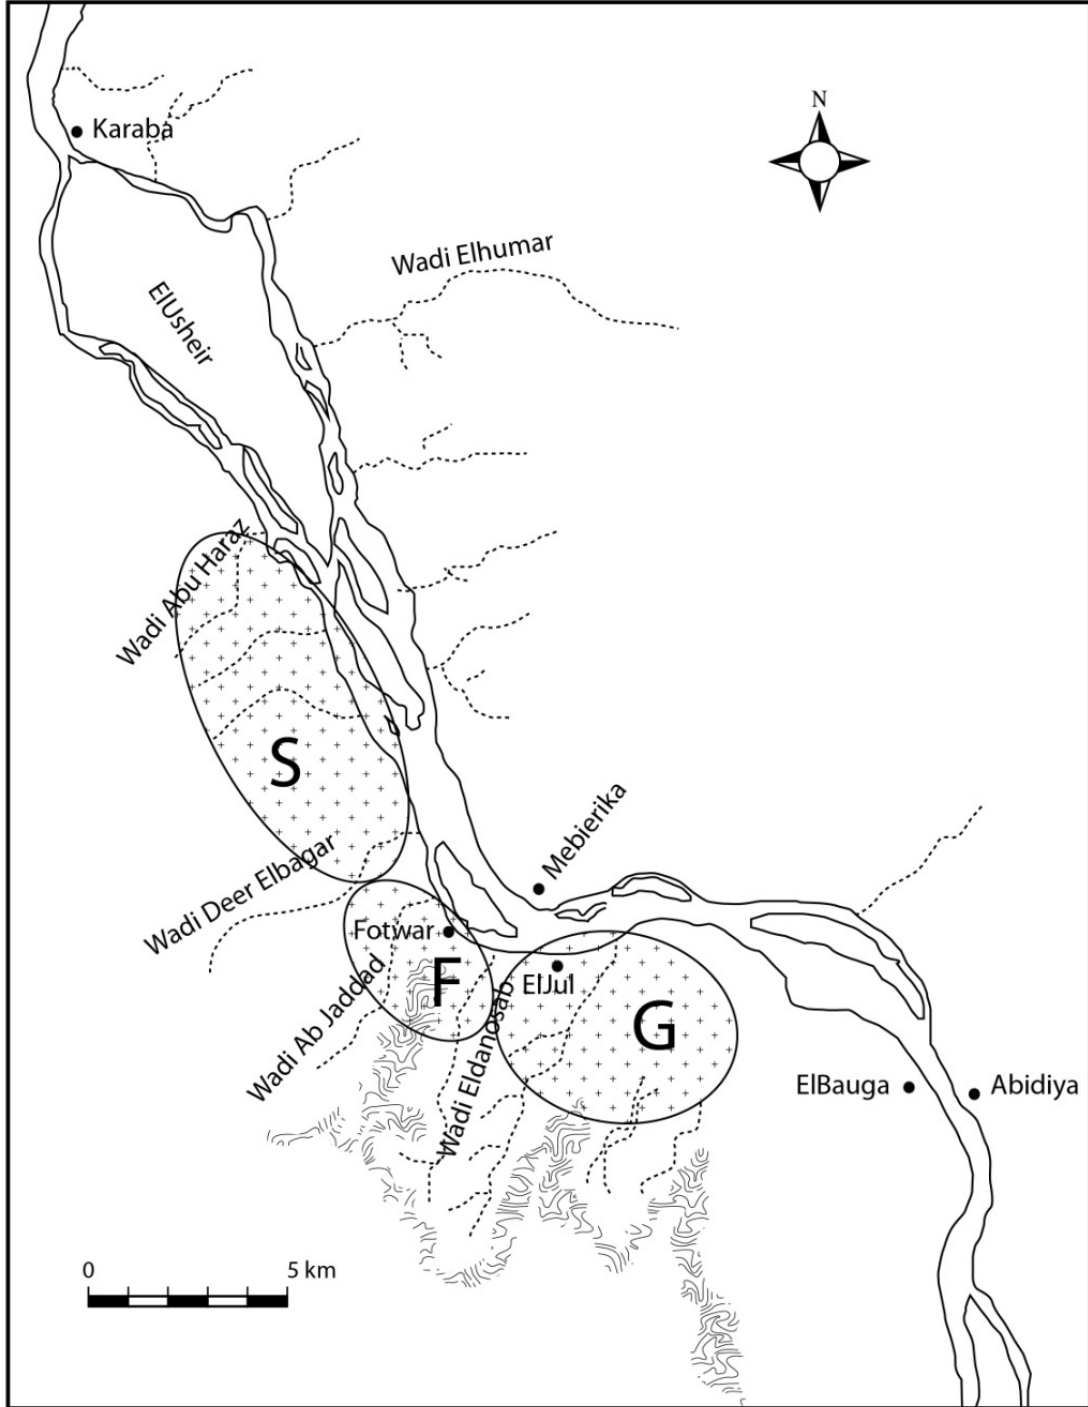 N
Karaba
Wadi Elhumar
ElUsheir
Wadi Abu Haraz
S
Mebierika
Wadi Deer Elbagar
Fotwar
F
ElJul
G
Wadi Ab Jaddad
Wadi Eldanosab
ElBauga
Abidiya
0 5 km